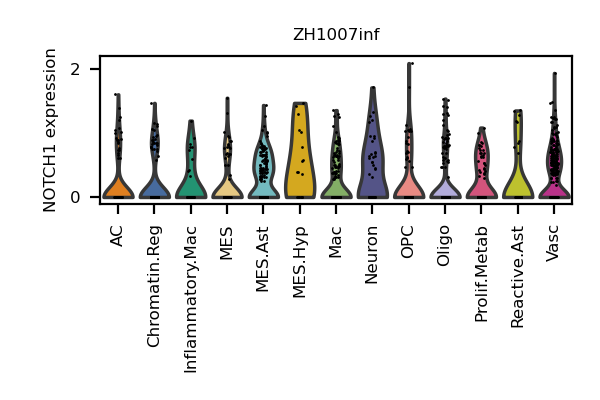 ZH1007inf
NOTCH1 expression
2
0
AC
Chromatin.Reg
Inflammatory.Mac
MES
MES.Ast
MES.Hyp
Mac
Neuron
OPC
Oligo
Prolif.Metab
Reactive.Ast
Vasc